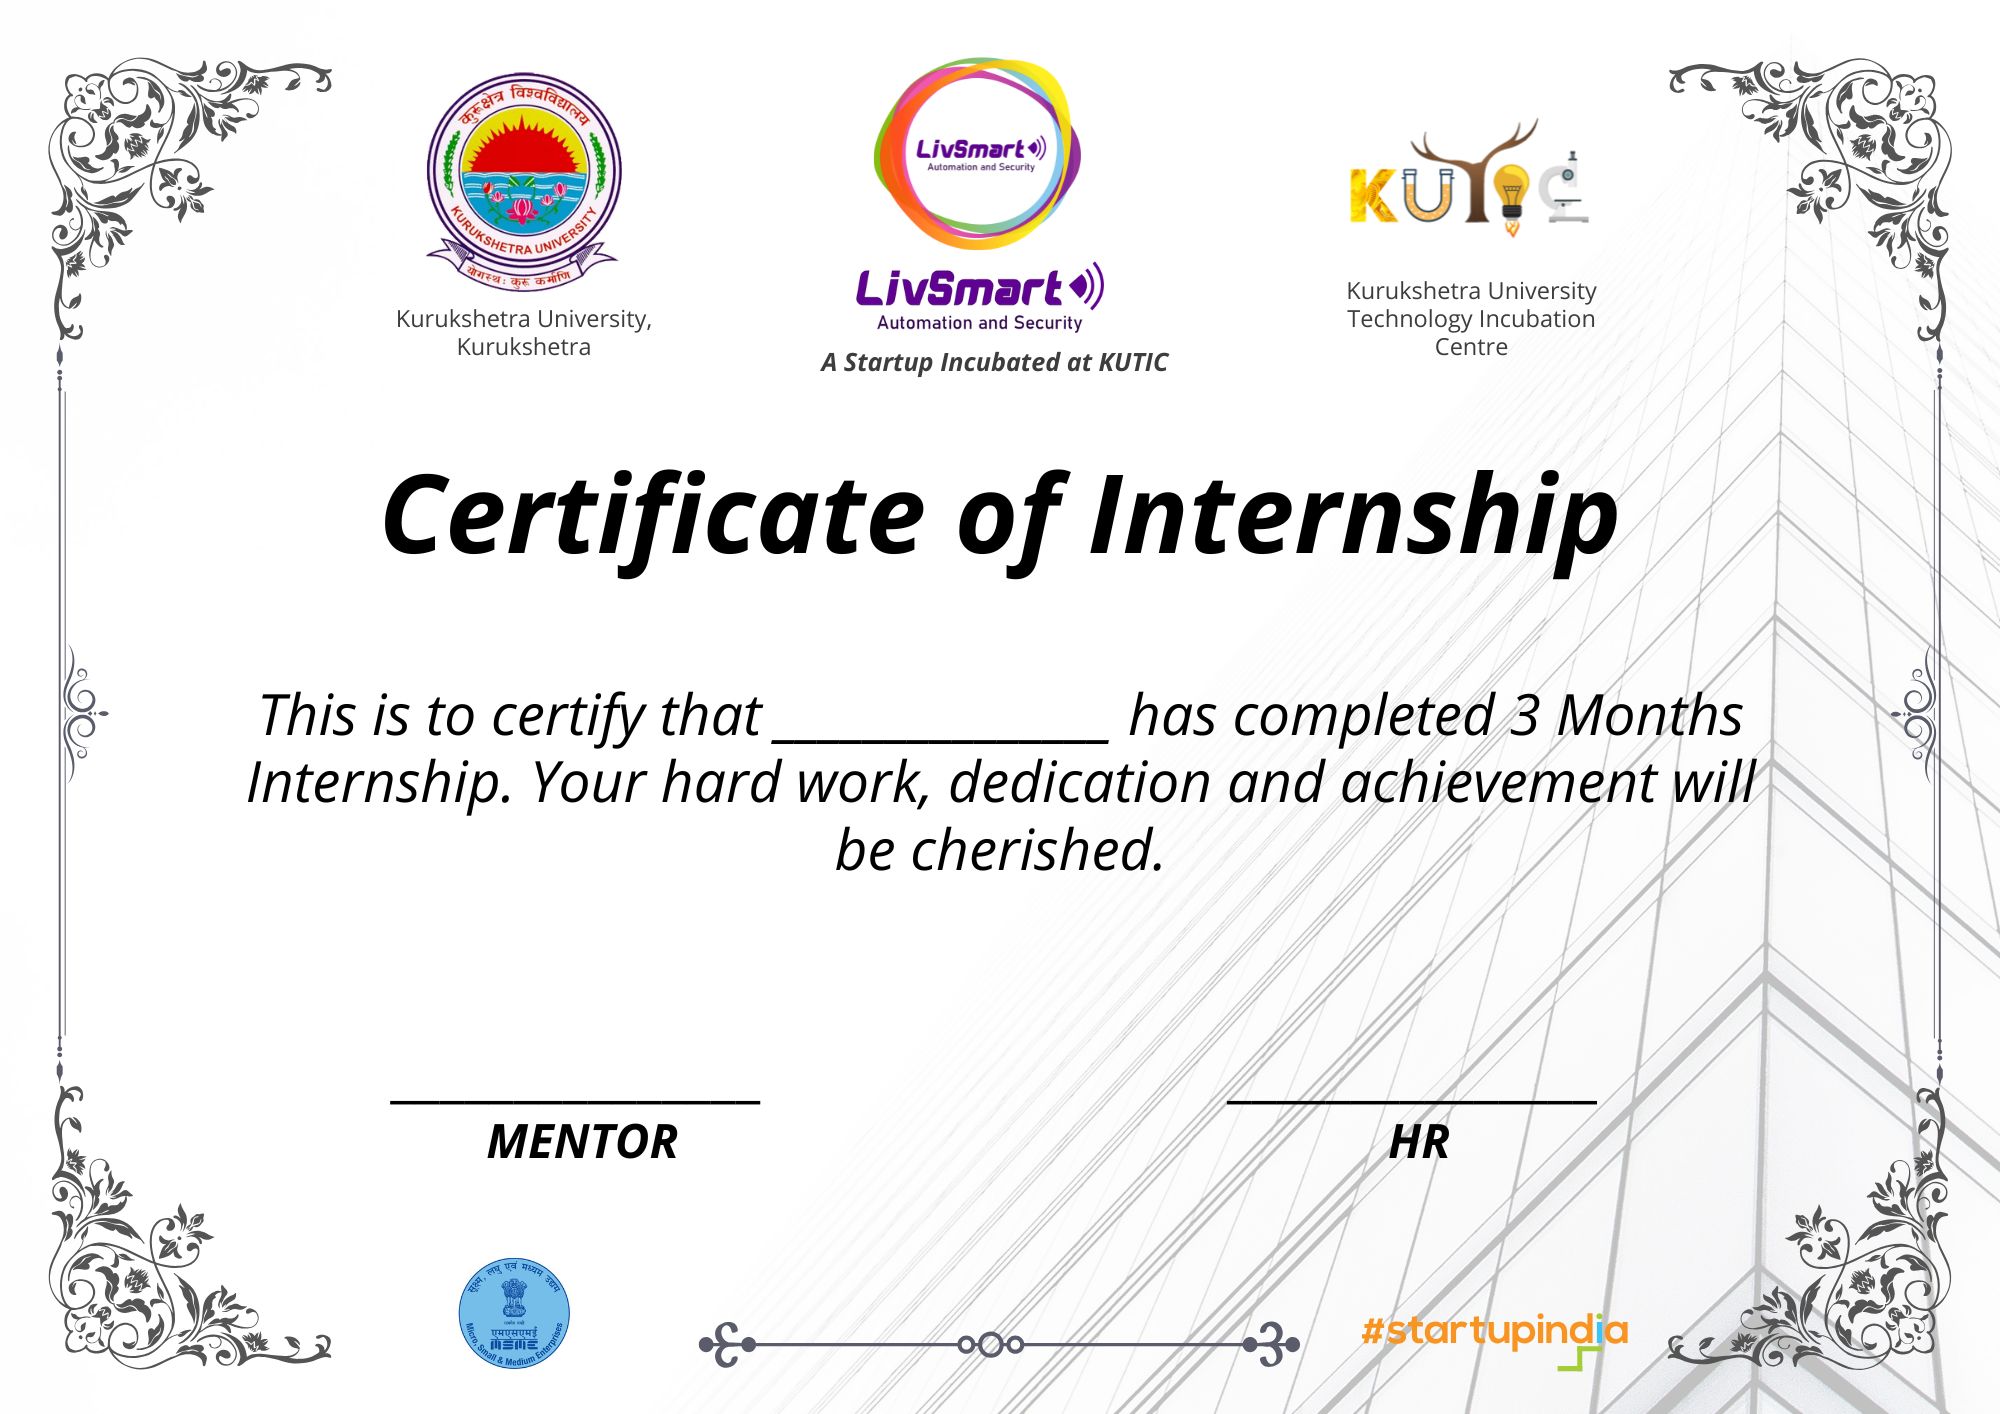 कुरूक्षेत्र विश्वविद्यालय
KURUKSHETRA UNIVERSITY
योगस्थ: कुरू कर्माणि
Kurukshetra University,
Kurukshetra
LivSmart
Automation and Security
LivSmart
Automation and Security
A Startup Incubated at KUTIC
KUTIC
Kurukshetra University
Technology Incubation
Centre
Certificate of Internship
This is to certify that ______________ has completed 3 Months
Internship. Your hard work, dedication and achievement will
be cherished.
_______________ _______________
MENTOR HR
सूक्ष्म, लघु एवं मध्यम उद्यम
एमएसएमई
MSME
Micro, Small & Medium Enterprises
#startupindia